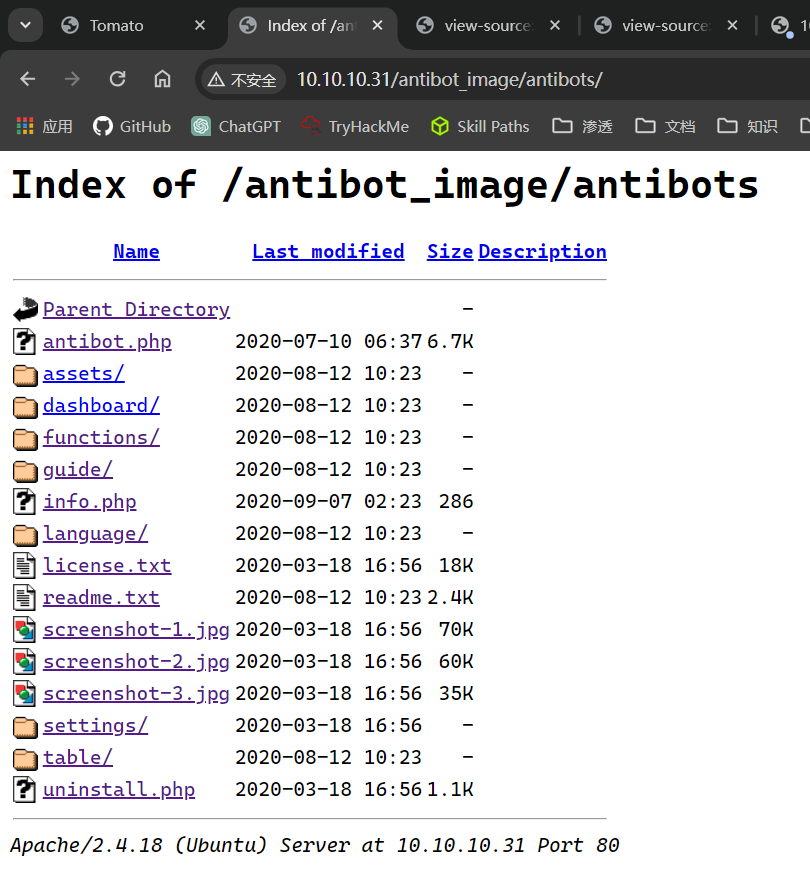 Tomato
Index of /an
view-source:
view-source:
不安全
10.10.10.31/antibot_image/antibots/
应用 GitHub ChatGPT TryHackMe Skill Paths 渗透 文档 知识
Index of /antibot_image/antibots
Name Last modified Size Description
Parent Directory -
antibot.php 2020-07-10 06:37 6.7K
assets/ 2020-08-12 10:23 -
dashboard/ 2020-08-12 10:23 -
functions/ 2020-08-12 10:23 -
guide/ 2020-08-12 10:23 -
info.php 2020-09-07 02:23 286
language/ 2020-08-12 10:23 -
license.txt 2020-03-18 16:56 18K
readme.txt 2020-08-12 10:23 2.4K
screenshot-1.jpg 2020-03-18 16:56 70K
screenshot-2.jpg 2020-03-18 16:56 60K
screenshot-3.jpg 2020-03-18 16:56 35K
settings/ 2020-03-18 16:56 -
table/ 2020-08-12 10:23 -
uninstall.php 2020-03-18 16:56 1.1K
Apache/2.4.18 (Ubuntu) Server at 10.10.10.31 Port 80